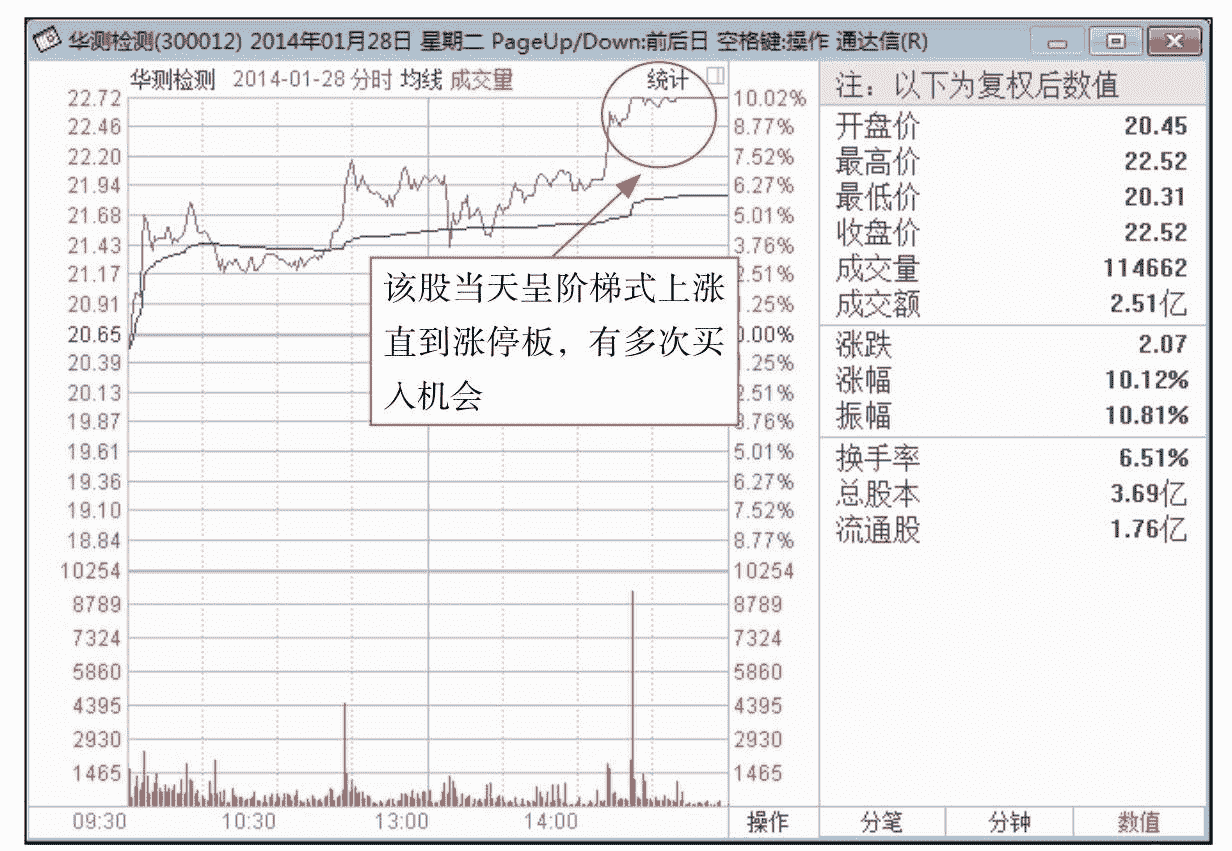 华测检测(300012) 2014年01月28日 星期二 PageUp/Down:前后日 空格键:操作 通达信(R)
华测检测 2014-01-28 分时 均线 成交量 统计
22.72 10.02%
22.46 8.77%
22.20 7.52%
21.94 6.27%
21.68 5.01%
21.43 3.76%
21.17 2.51%
20.91 1.25%
20.65 0.00%
20.39 1.25%
20.13 2.51%
19.87 3.76%
19.61 5.01%
19.36 6.27%
19.10 7.52%
18.84 8.77%
10254 10254
8789 8789
7324 7324
5860 5860
4395 4395
2930 2930
1465 1465
09:30 10:30 13:00 14:00 操作
该股当天呈阶梯式上涨
直到涨停板，有多次买
入机会
注：以下为复权后数值
开盘价 20.45
最高价 22.52
最低价 20.31
收盘价 22.52
成交量 114662
成交额 2.51亿
涨跌 2.07
涨幅 10.12%
振幅 10.81%
换手率 6.51%
总股本 3.69亿
流通股 1.76亿
分笔 分钟 数值